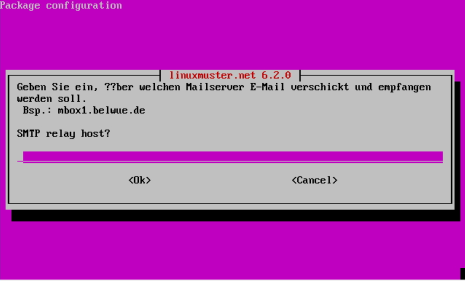 Package configuration
linuxmuster.net 6.2.0
Geben Sie ein, ??ber welchen Mailserver E-Mail verschickt und empfangen
werden soll.
Bsp.: mbox1.belwue.de
SMTP relay host?
<Ok> <Cancel>